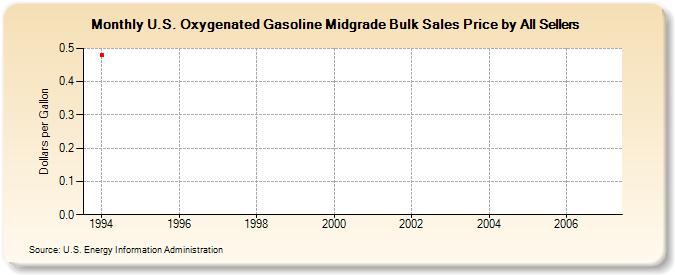 Monthly U.S. Oxygenated Gasoline Midgrade Bulk Sales Price by All Sellers
Dollars per Gallon
0.5
0.4
0.3
0.2
0.1
0.0
1994 1996 1998 2000 2002 2004 2006
Source: U.S. Energy Information Administration